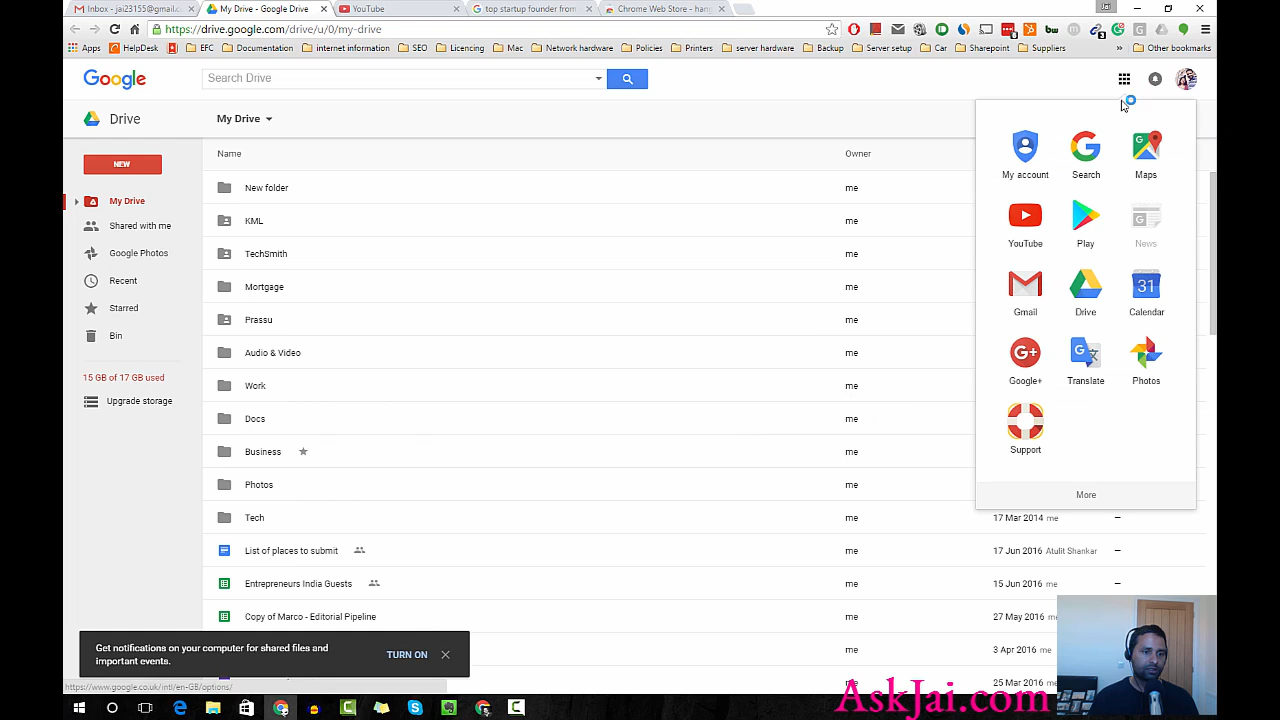 Inbox - jai23155@gmail.c
My Drive - Google Drive
YouTube
top startup founder from
Chrome Web Store - han
https://drive.google.com/drive/u/0/my-drive
Apps HelpDesk EFC Documentation internet information SEO Licencing Mac Network hardware Policies Printers server hardware Backup Server setup Car Sharepoint Suppliers » Other bookmarks
Google Search Drive
Drive My Drive
NEW
My Drive
Shared with me
Google Photos
Recent
Starred
Bin
15 GB of 17 GB used
Upgrade storage
Name Owner
New folder me
KML me
TechSmith me
Mortgage me
Prassu me
Audio & Video me
Work me
Docs me
Business me
Photos me
Tech me 17 Mar 2014 me –
List of places to submit me 17 Jun 2016 Atulit Shankar –
Entrepreneurs India Guests me 15 Jun 2016 me –
Copy of Marco - Editorial Pipeline me 27 May 2016 me
me 3 Apr 2016 me
me 25 Mar 2016 me
My account Search Maps
YouTube Play News
31
Gmail Drive Calendar
G+
Google+ Translate Photos
Support
More
Get notifications on your computer for shared files and
important events.
TURN ON
https://www.google.co.uk/intl/en-GB/options/
AskJai.com